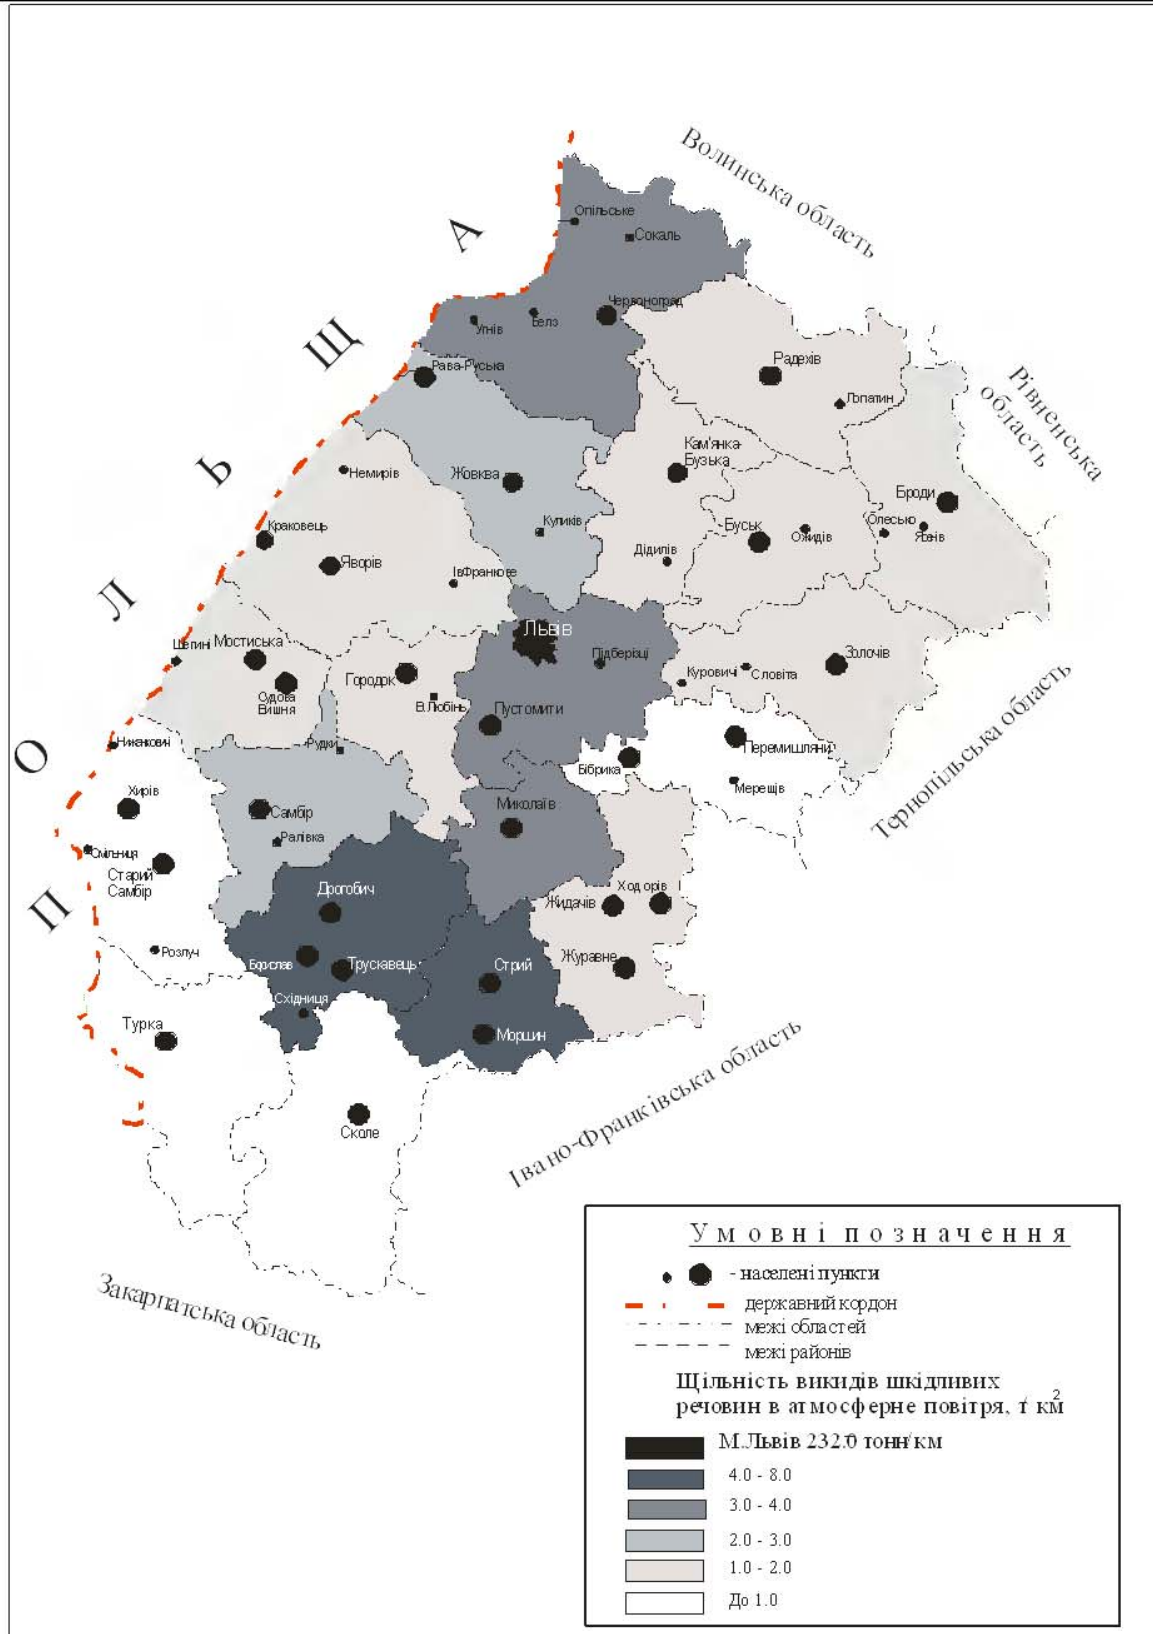 Волинська область
А
Опільське
Сокаль
Щ
Червоноград
Угнів
Белз
Рава-Руська
Радехів
Рівненська
область
Лопатин
Ь
Немирів
Жовква
Кам'янка-
Бузька
Броди
Краковець
Куликів
Буськ
Ожидів
Олесько
Ясенів
Яворів
Ів.Франкове
Дідилів
Л
Львів
Шегині
Мостиська
Підберізці
Золочів
Городок
Куровичі
Словіта
Судова
Вишня
В.Любінь
Пустомити
Тернопільська область
О
Нижанковичі
Рудки
Бібрика
Перемишляни
Мерещів
Хирів
Самбір
Миколаїв
Ралівка
Смільниця
Старий
Самбір
П
Дрогобич
Ходорів
Жидачів
Розлуч
Борислав
Трускавець
Стрий
Журавне
Східниця
Турка
Моршин
Івано-Франківська область
Сколе
Закарпатська область
Умовні позначення
- населені пункти
державний кордон
межі областей
межі районів
Щільність викидів шкідливих
речовин в атмосферне повітря, т/км²
М.Львів 232.0 тонн/км
4.0 - 8.0
3.0 - 4.0
2.0 - 3.0
1.0 - 2.0
До 1.0